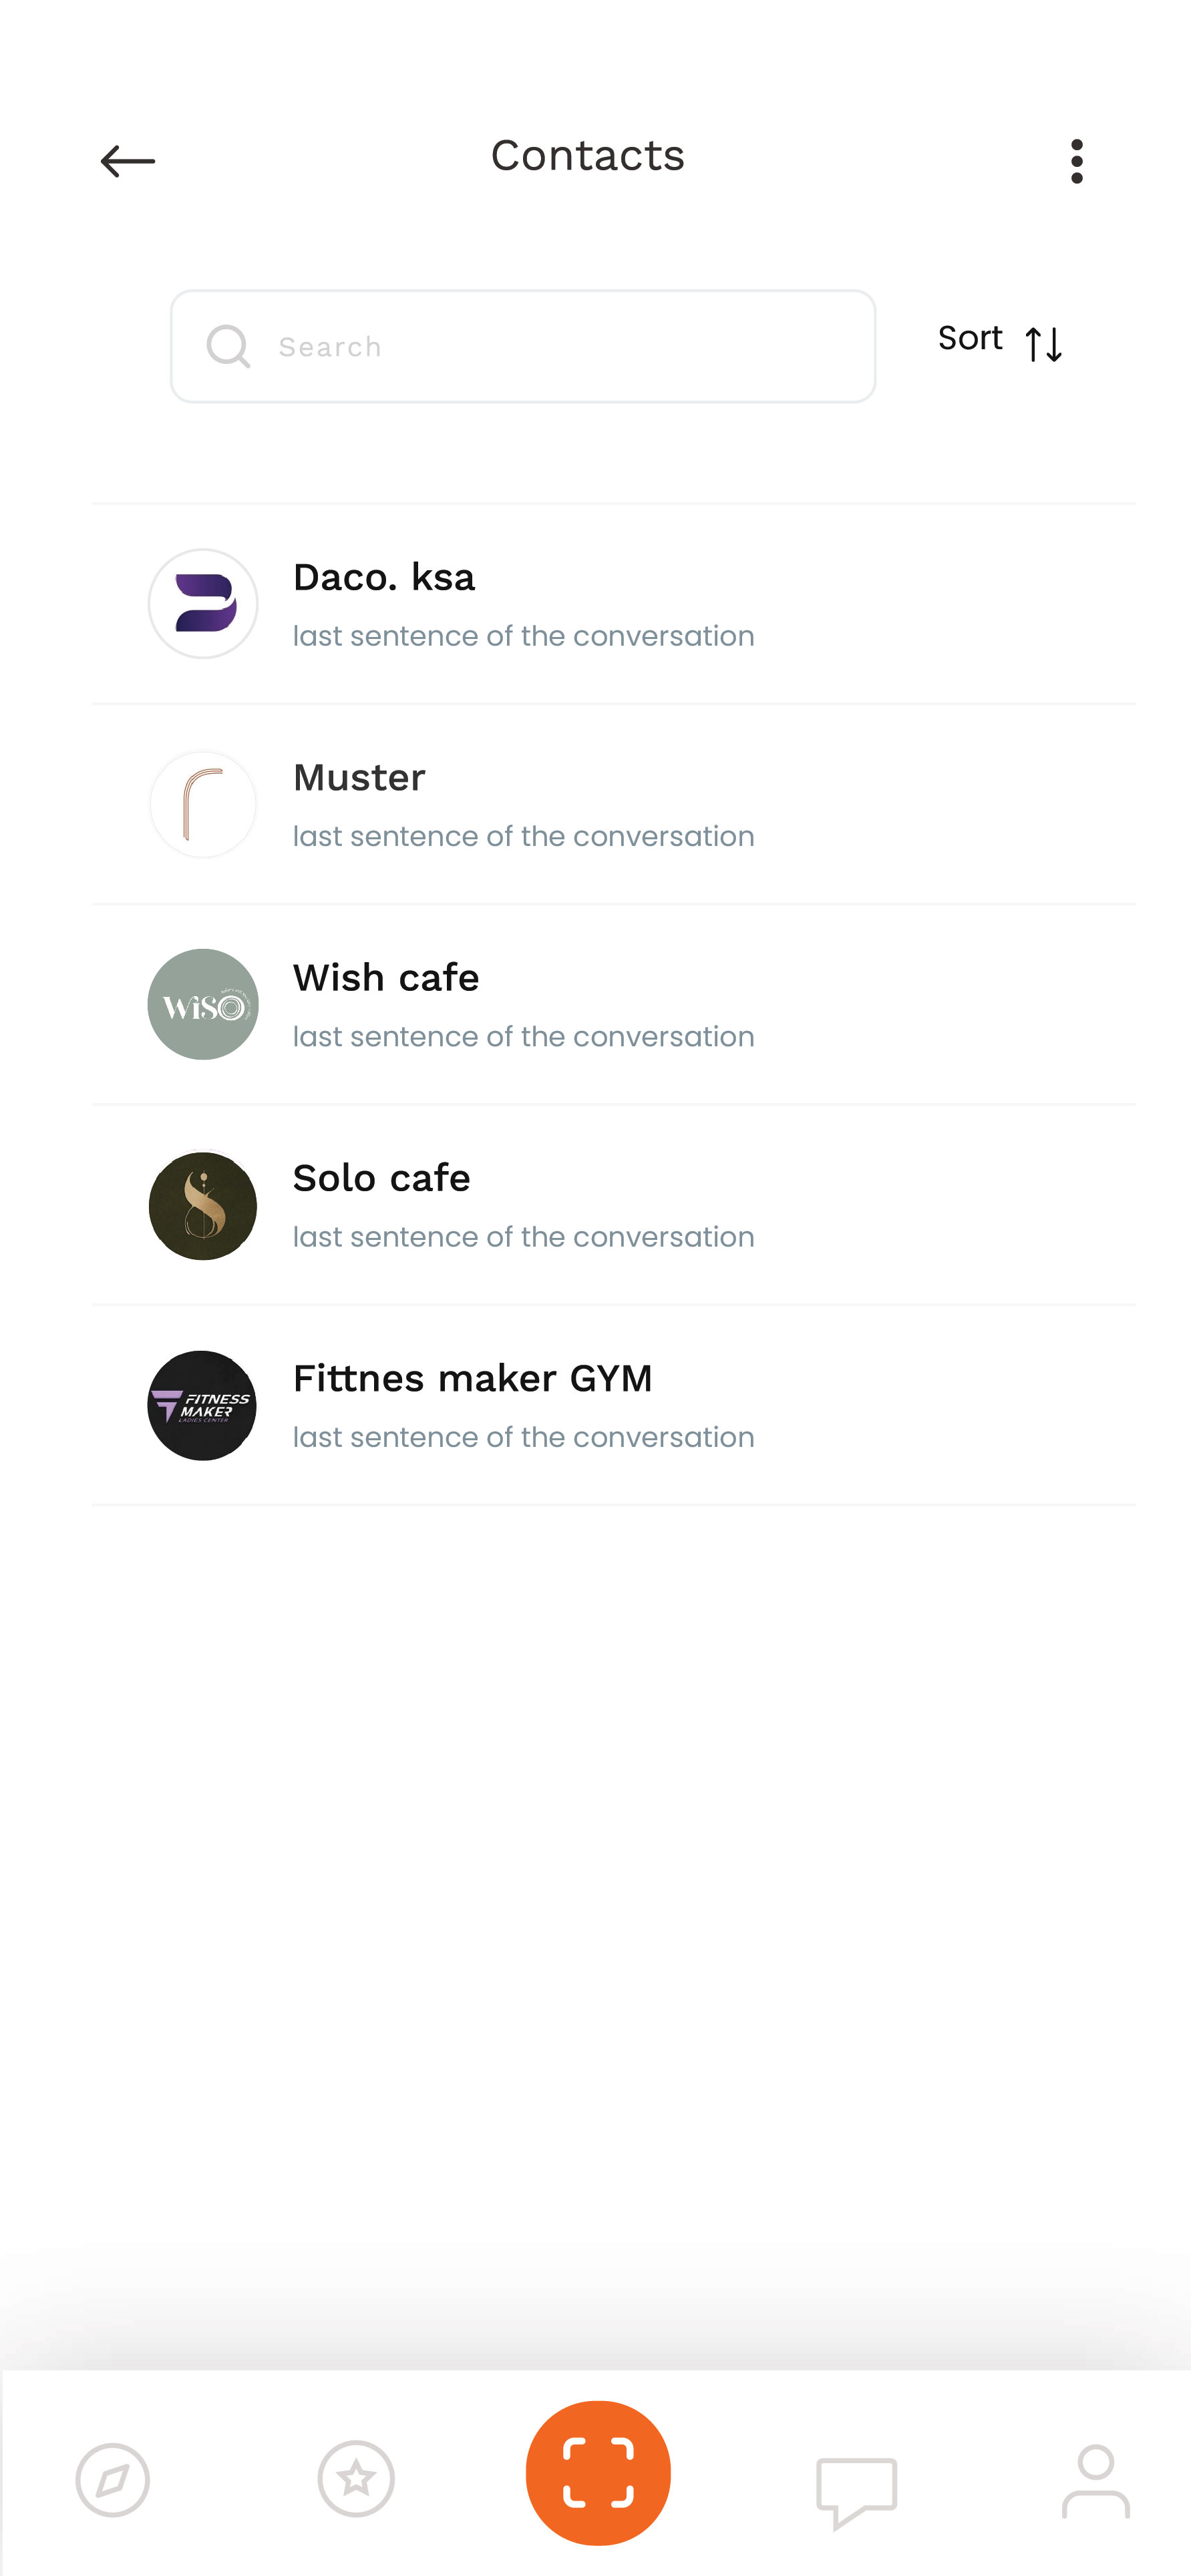 Contacts
Search
Sort
Daco. ksa
last sentence of the conversation
Muster
last sentence of the conversation
WiSO
Wish cafe
last sentence of the conversation
Solo cafe
last sentence of the conversation
FITNESS
MAKER
LADIES CENTER
Fittnes maker GYM
last sentence of the conversation